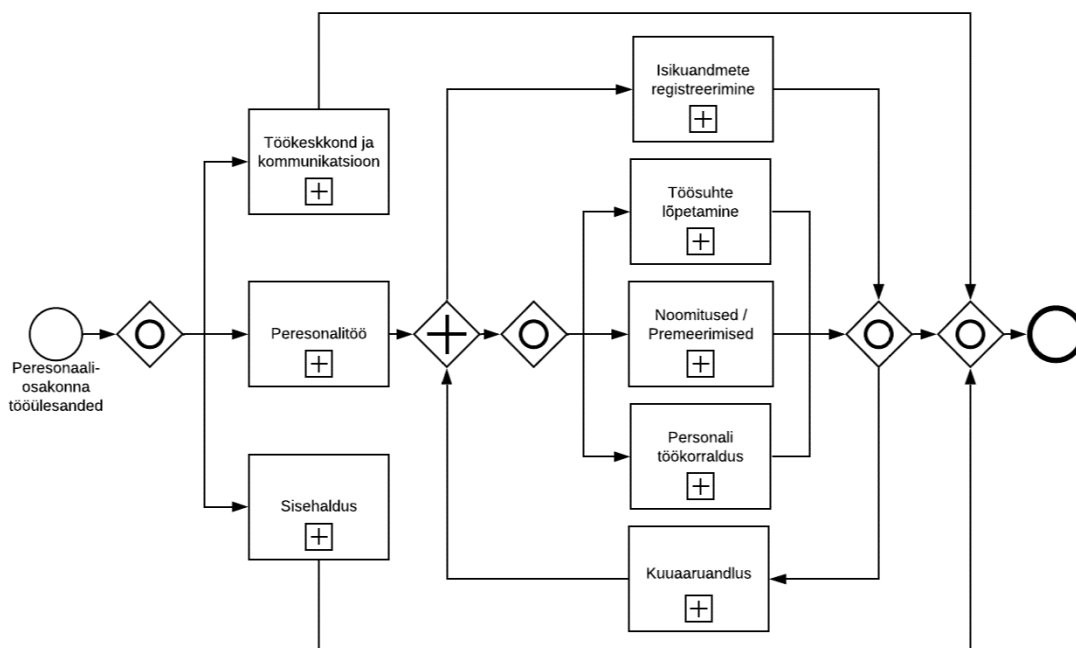 Peresonaali-
osakonna
tööülesanded
Töökeskkond ja
kommunikatsioon
Peresonalitöö
Sisehaldus
Isikuandmete
registreerimine
Töösuhte
lõpetamine
Noomitused /
Premeerimised
Personali
töökorraldus
Kuuaaruandlus